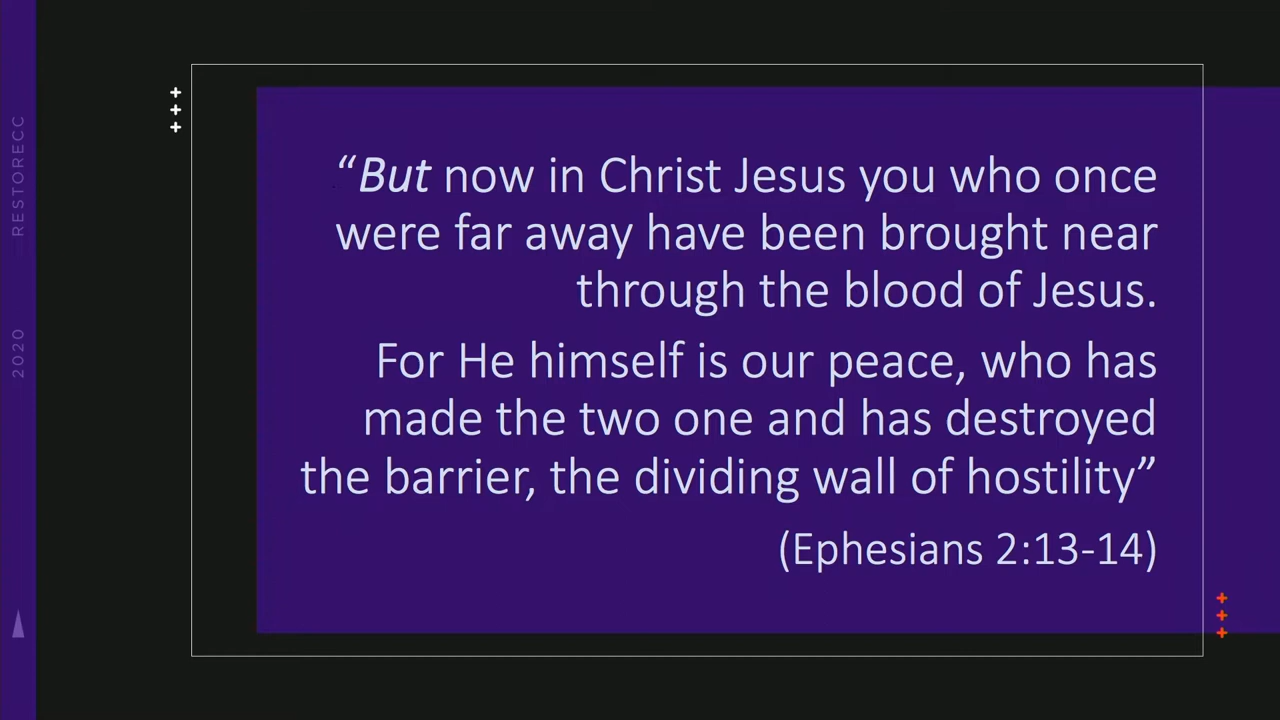 “But now in Christ Jesus you who once
were far away have been brought near
through the blood of Jesus.
For He himself is our peace, who has
made the two one and has destroyed
the barrier, the dividing wall of hostility”
(Ephesians 2:13-14)
RESTORECC
2020